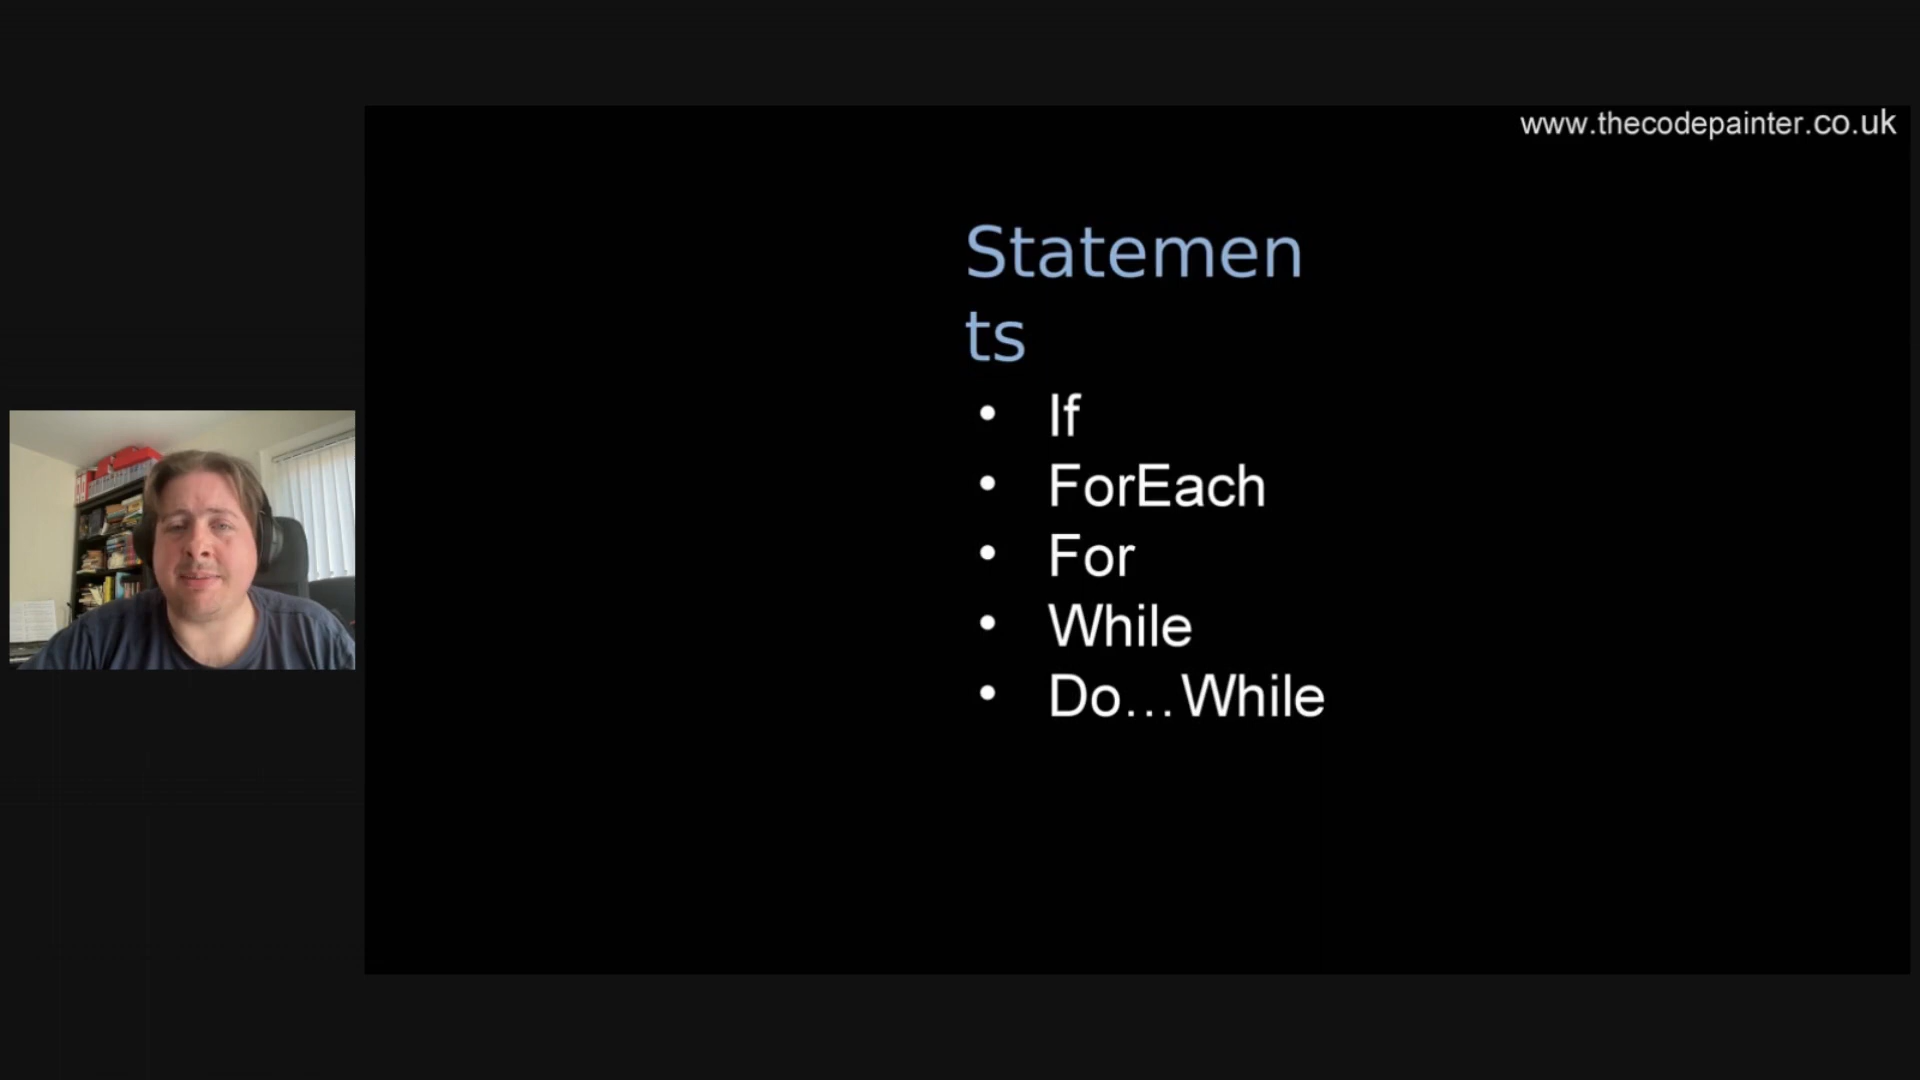 www.thecodepainter.co.uk
Statemen
ts
• If
• ForEach
• For
• While
• Do…While